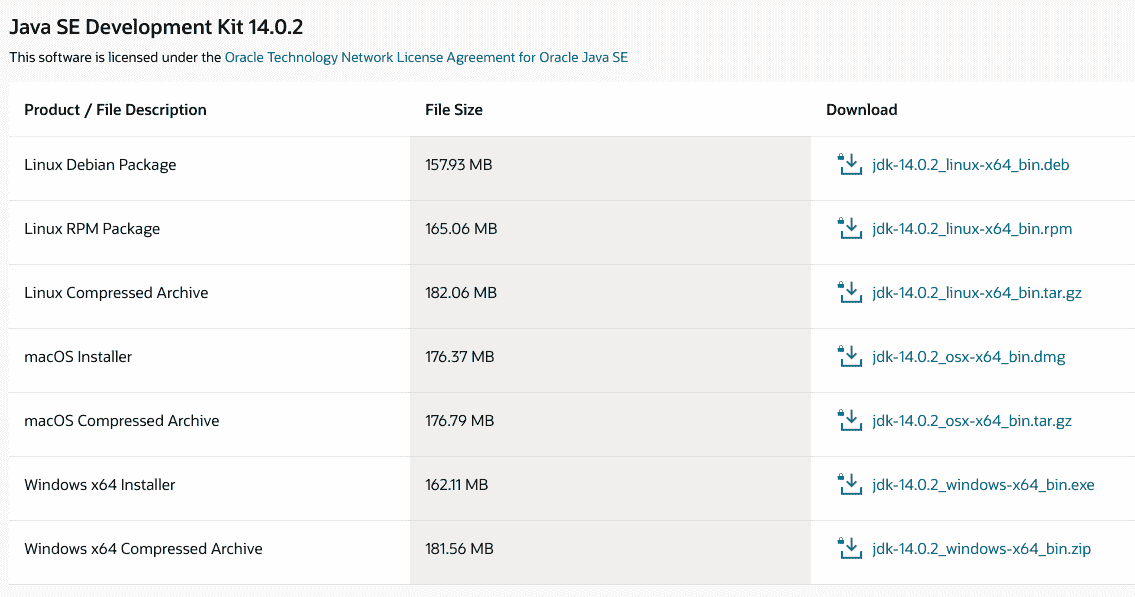 Java SE Development Kit 14.0.2
This software is licensed under the Oracle Technology Network License Agreement for Oracle Java SE
Product / File Description File Size Download
Linux Debian Package 157.93 MB jdk-14.0.2_linux-x64_bin.deb
Linux RPM Package 165.06 MB jdk-14.0.2_linux-x64_bin.rpm
Linux Compressed Archive 182.06 MB jdk-14.0.2_linux-x64_bin.tar.gz
macOS Installer 176.37 MB jdk-14.0.2_osx-x64_bin.dmg
macOS Compressed Archive 176.79 MB jdk-14.0.2_osx-x64_bin.tar.gz
Windows x64 Installer 162.11 MB jdk-14.0.2_windows-x64_bin.exe
Windows x64 Compressed Archive 181.56 MB jdk-14.0.2_windows-x64_bin.zip